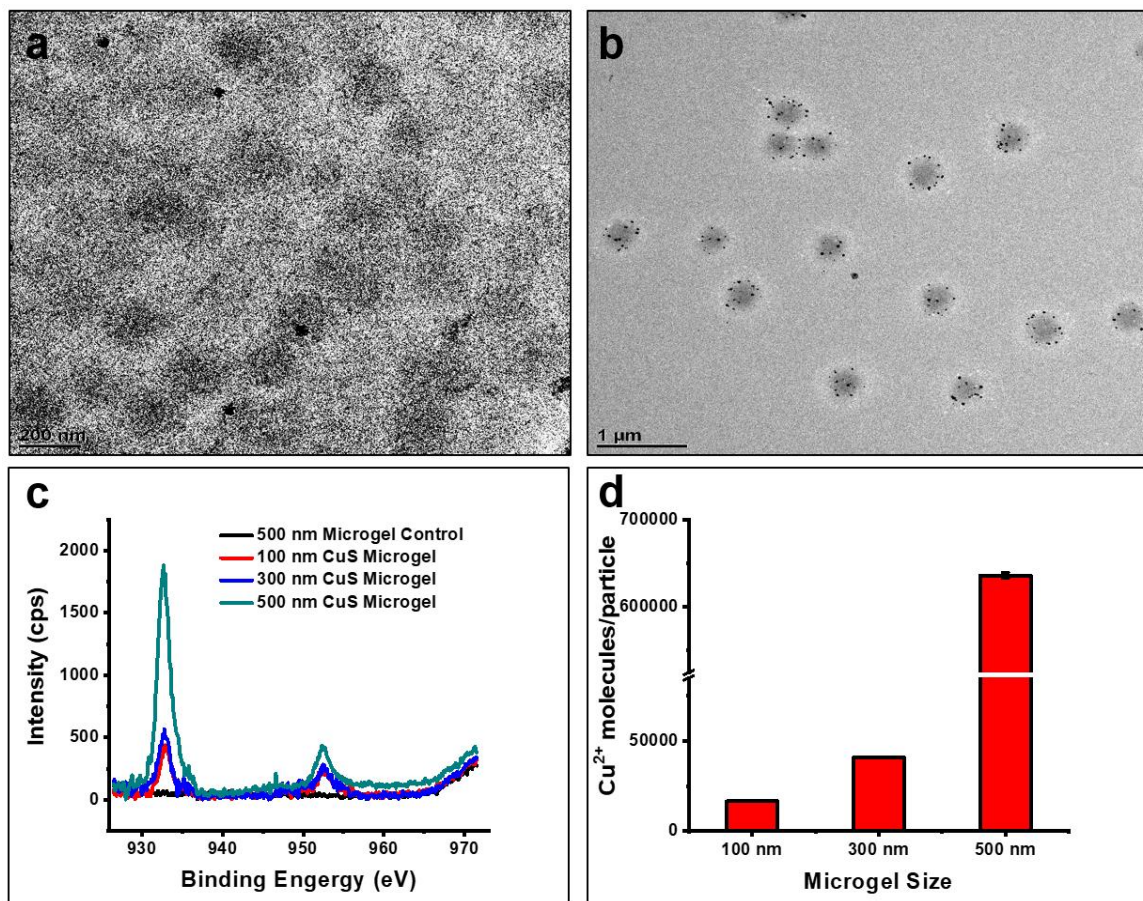 a
200 nm
b
1 μm
c
500 nm Microgel Control
100 nm CuS Microgel
300 nm CuS Microgel
500 nm CuS Microgel
2000
1500
1000
500
0
Intensity (cps)
930 940 950 960 970
Binding Engergy (eV)
d
700000
600000
50000
0
Cu²⁺ molecules/particle
100 nm 300 nm 500 nm
Microgel Size